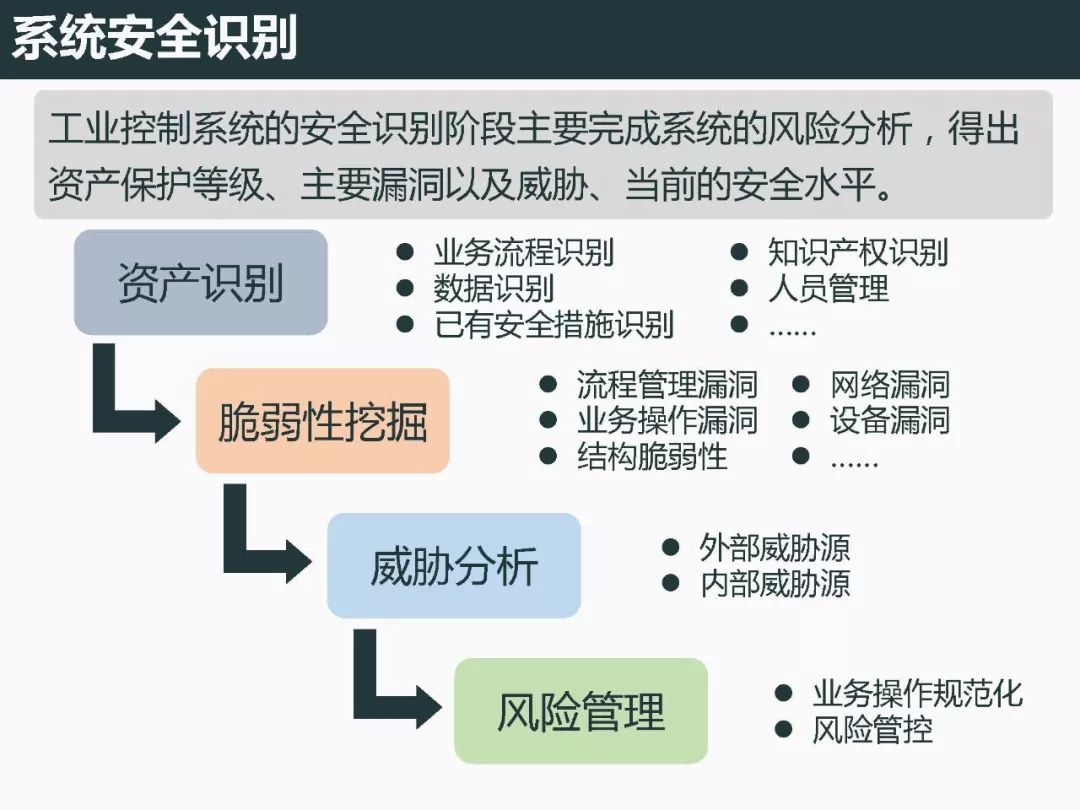 系统安全识别
工业控制系统的安全识别阶段主要完成系统的风险分析，得出
资产保护等级、主要漏洞以及威胁、当前的安全水平。
资产识别
● 业务流程识别
● 数据识别
● 已有安全措施识别
● 知识产权识别
● 人员管理
● ......
脆弱性挖掘
● 流程管理漏洞
● 业务操作漏洞
● 结构脆弱性
● 网络漏洞
● 设备漏洞
● ......
威胁分析
● 外部威胁源
● 内部威胁源
风险管理
● 业务操作规范化
● 风险管控